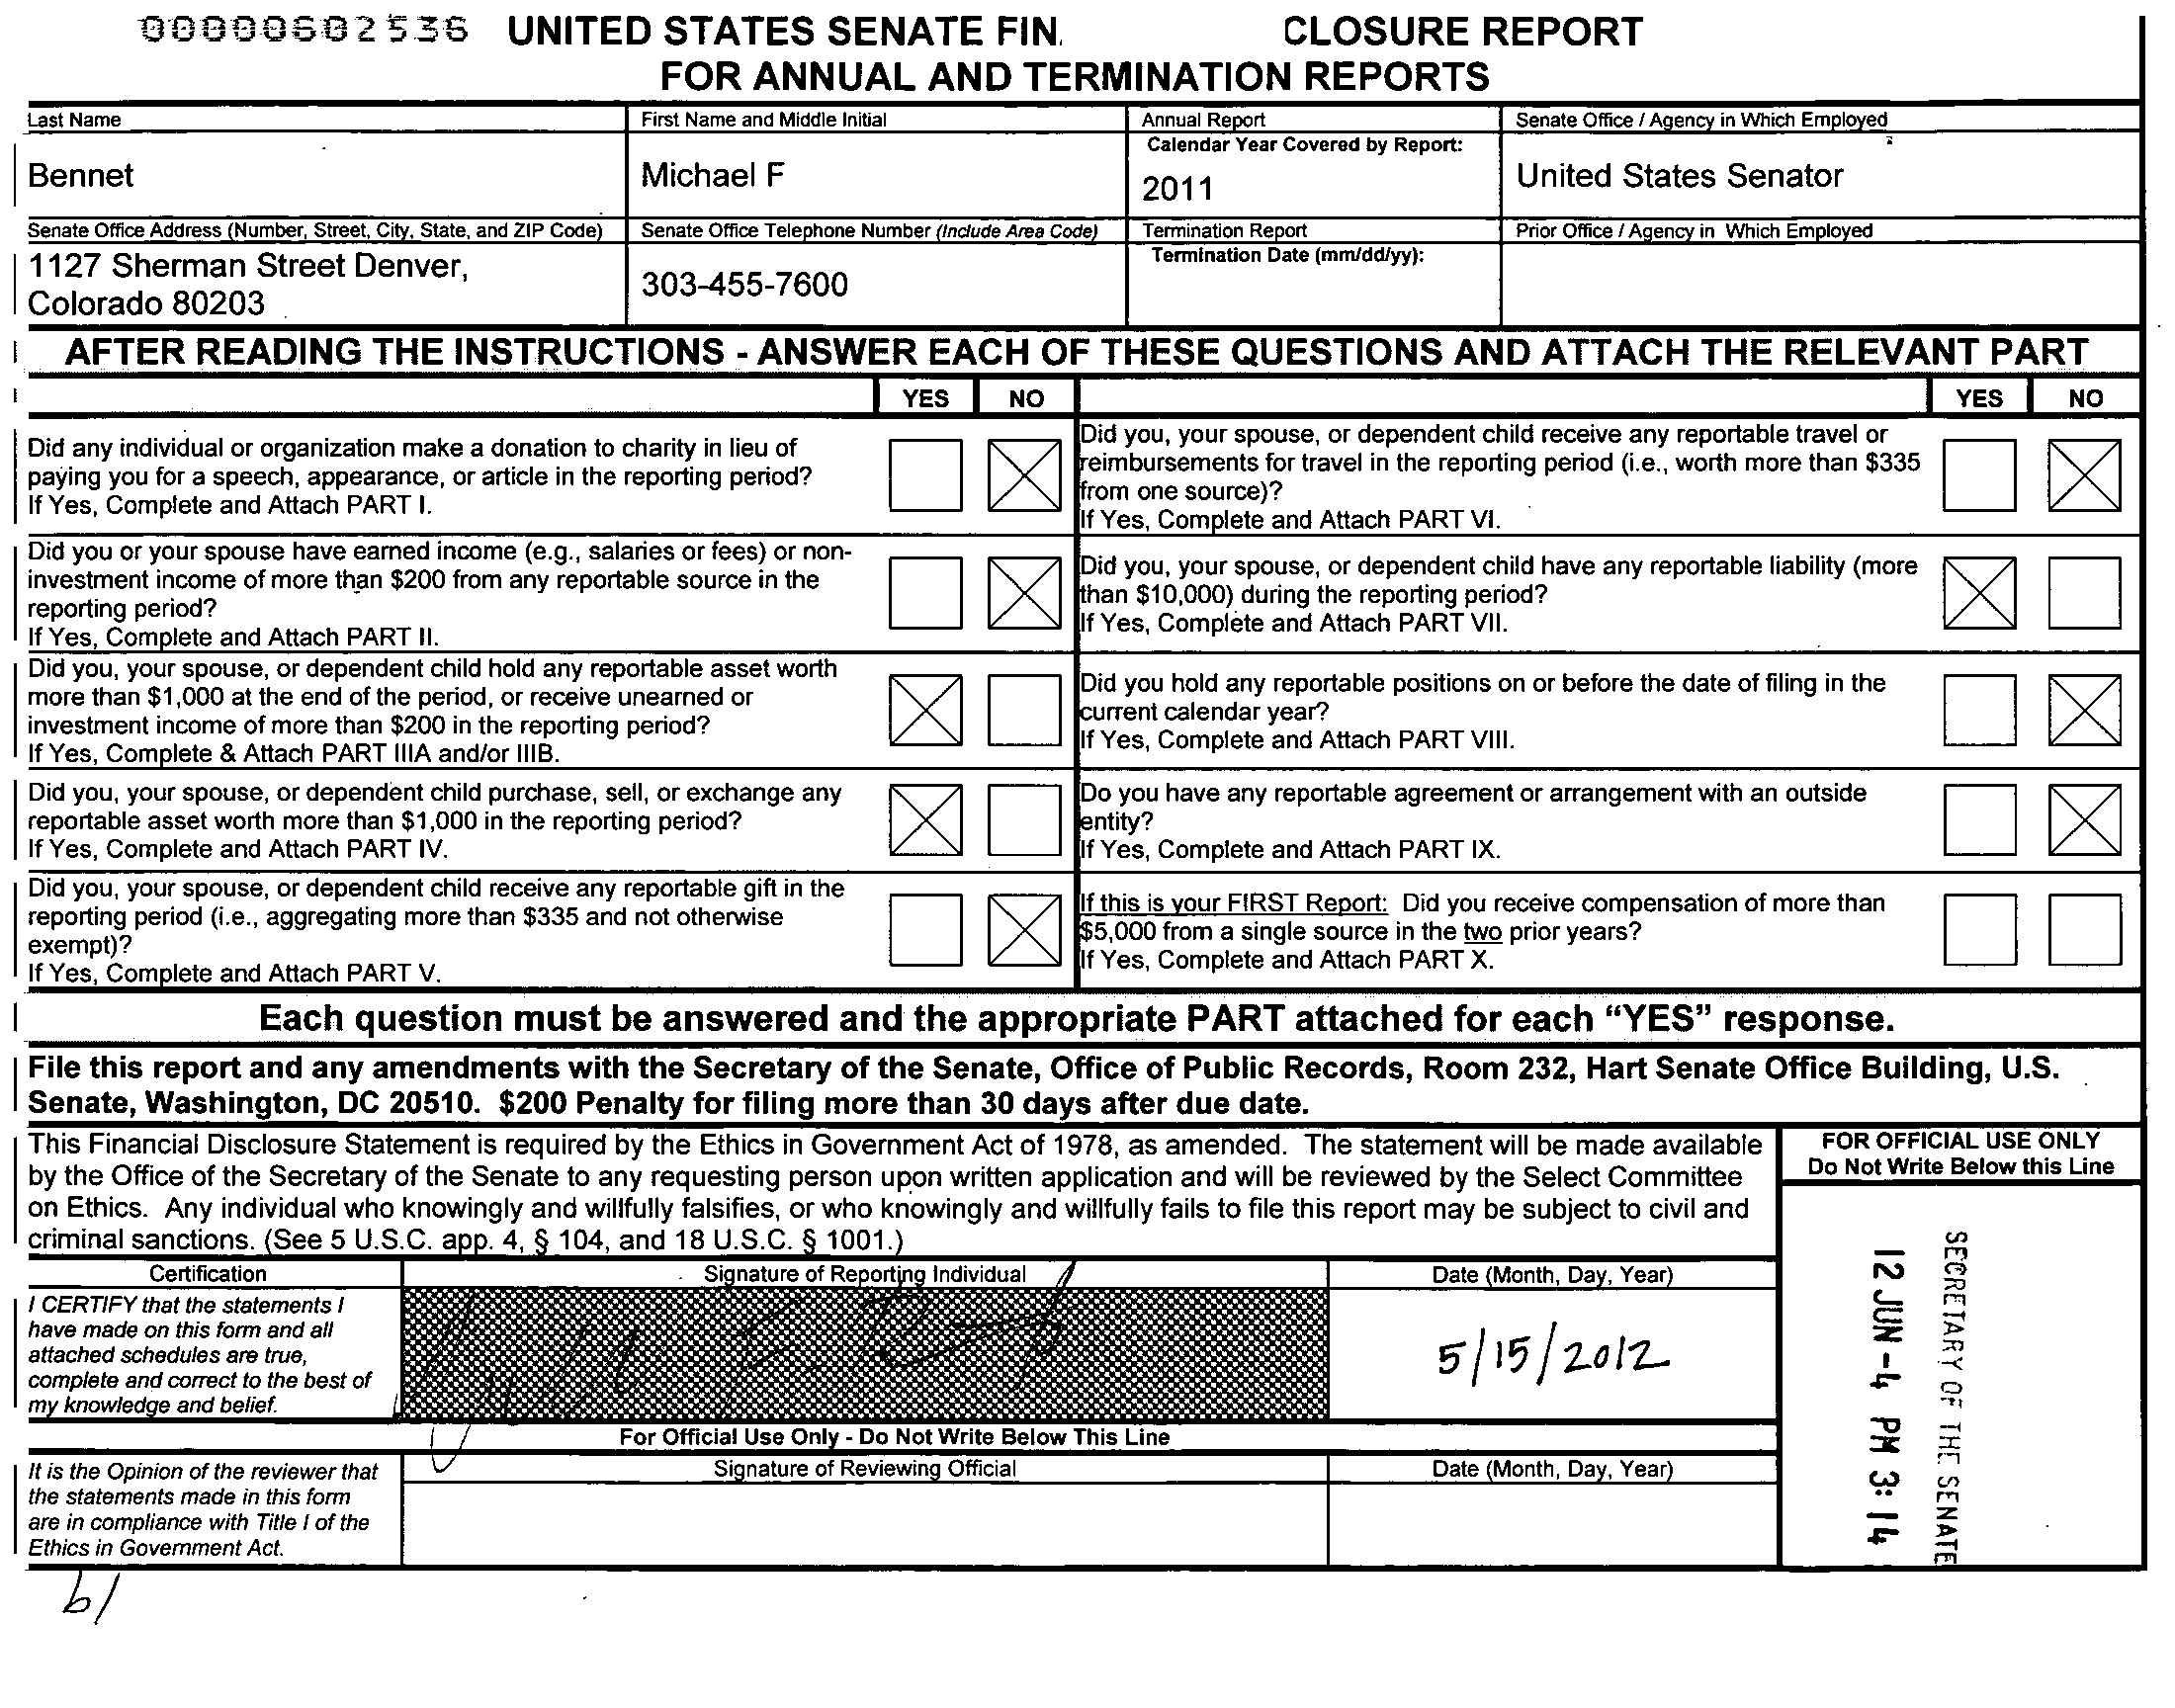 00000602536 UNITED STATES SENATE FIN. CLOSURE REPORT
FOR ANNUAL AND TERMINATION REPORTS
Last Name
First Name and Middle Initial
Annual Report
Senate Office / Agency in Which Employed
Calendar Year Covered by Report:
Bennet
Michael F
2011
United States Senator
Senate Office Address (Number, Street, City, State, and ZIP Code)
Senate Office Telephone Number (Include Area Code)
Termination Report
Prior Office / Agency in Which Employed
1127 Sherman Street Denver,
Colorado 80203
303-455-7600
Termination Date (mm/dd/yy):
AFTER READING THE INSTRUCTIONS - ANSWER EACH OF THESE QUESTIONS AND ATTACH THE RELEVANT PART
YES NO YES NO
Did any individual or organization make a donation to charity in lieu of
paying you for a speech, appearance, or article in the reporting period?
If Yes, Complete and Attach PART I.
Did you, your spouse, or dependent child receive any reportable travel or
reimbursements for travel in the reporting period (i.e., worth more than $335
from one source)?
If Yes, Complete and Attach PART VI.
Did you or your spouse have earned income (e.g., salaries or fees) or non-
investment income of more than $200 from any reportable source in the
reporting period?
If Yes, Complete and Attach PART II.
Did you, your spouse, or dependent child have any reportable liability (more
than $10,000) during the reporting period?
If Yes, Complete and Attach PART VII.
Did you, your spouse, or dependent child hold any reportable asset worth
more than $1,000 at the end of the period, or receive unearned or
investment income of more than $200 in the reporting period?
If Yes, Complete & Attach PART IIIA and/or IIIB.
Did you hold any reportable positions on or before the date of filing in the
current calendar year?
If Yes, Complete and Attach PART VIII.
Did you, your spouse, or dependent child purchase, sell, or exchange any
reportable asset worth more than $1,000 in the reporting period?
If Yes, Complete and Attach PART IV.
Do you have any reportable agreement or arrangement with an outside
entity?
If Yes, Complete and Attach PART IX.
Did you, your spouse, or dependent child receive any reportable gift in the
reporting period (i.e., aggregating more than $335 and not otherwise
exempt)?
If Yes, Complete and Attach PART V.
If this is your FIRST Report: Did you receive compensation of more than
$5,000 from a single source in the two prior years?
If Yes, Complete and Attach PART X.
Each question must be answered and the appropriate PART attached for each “YES” response.
File this report and any amendments with the Secretary of the Senate, Office of Public Records, Room 232, Hart Senate Office Building, U.S.
Senate, Washington, DC 20510. $200 Penalty for filing more than 30 days after due date.
This Financial Disclosure Statement is required by the Ethics in Government Act of 1978, as amended. The statement will be made available
by the Office of the Secretary of the Senate to any requesting person upon written application and will be reviewed by the Select Committee
on Ethics. Any individual who knowingly and willfully falsifies, or who knowingly and willfully fails to file this report may be subject to civil and
criminal sanctions. (See 5 U.S.C. app. 4, § 104, and 18 U.S.C. § 1001.)
FOR OFFICIAL USE ONLY
Do Not Write Below this Line
Certification
Signature of Reporting Individual
Date (Month, Day, Year)
I CERTIFY that the statements I
have made on this form and all
attached schedules are true,
complete and correct to the best of
my knowledge and belief.
5/15/2012
For Official Use Only - Do Not Write Below This Line
It is the Opinion of the reviewer that
the statements made in this form
are in compliance with Title I of the
Ethics in Government Act.
Signature of Reviewing Official
Date (Month, Day, Year)
SECRETARY OF THE SENATE
12 JUN -4 PM 3: 14